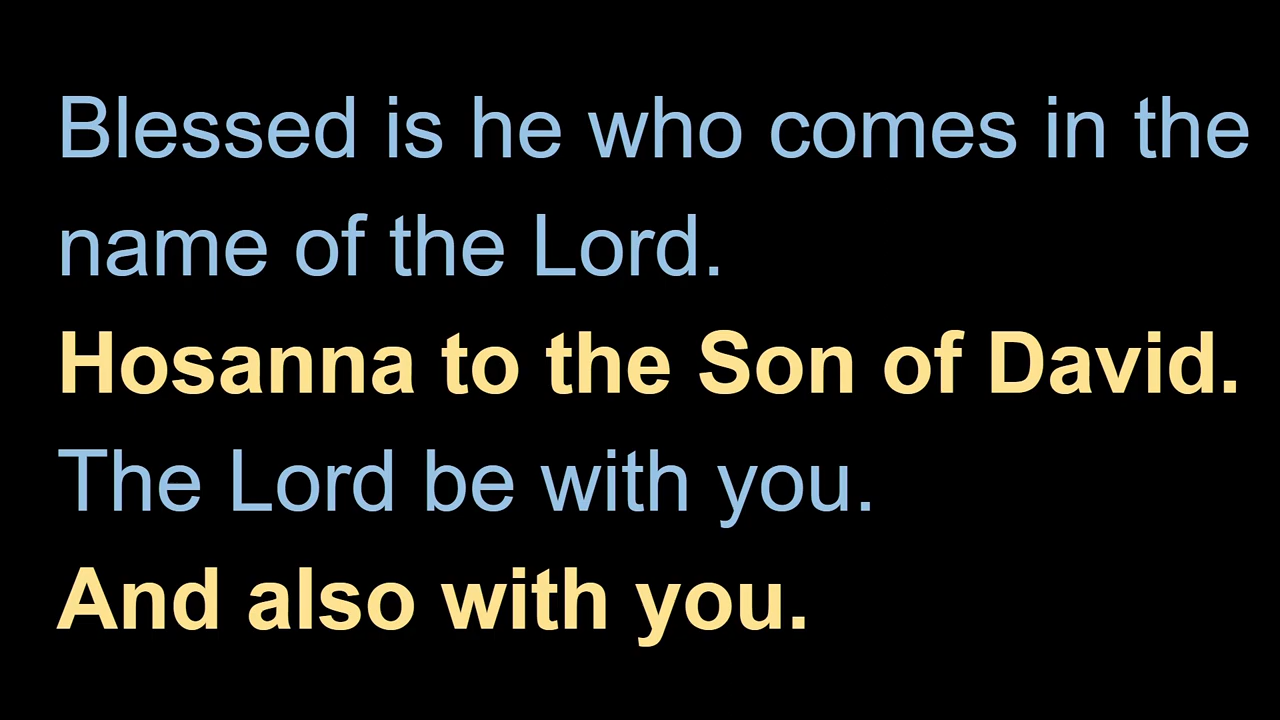 Blessed is he who comes in the
name of the Lord.
Hosanna to the Son of David.
The Lord be with you.
And also with you.